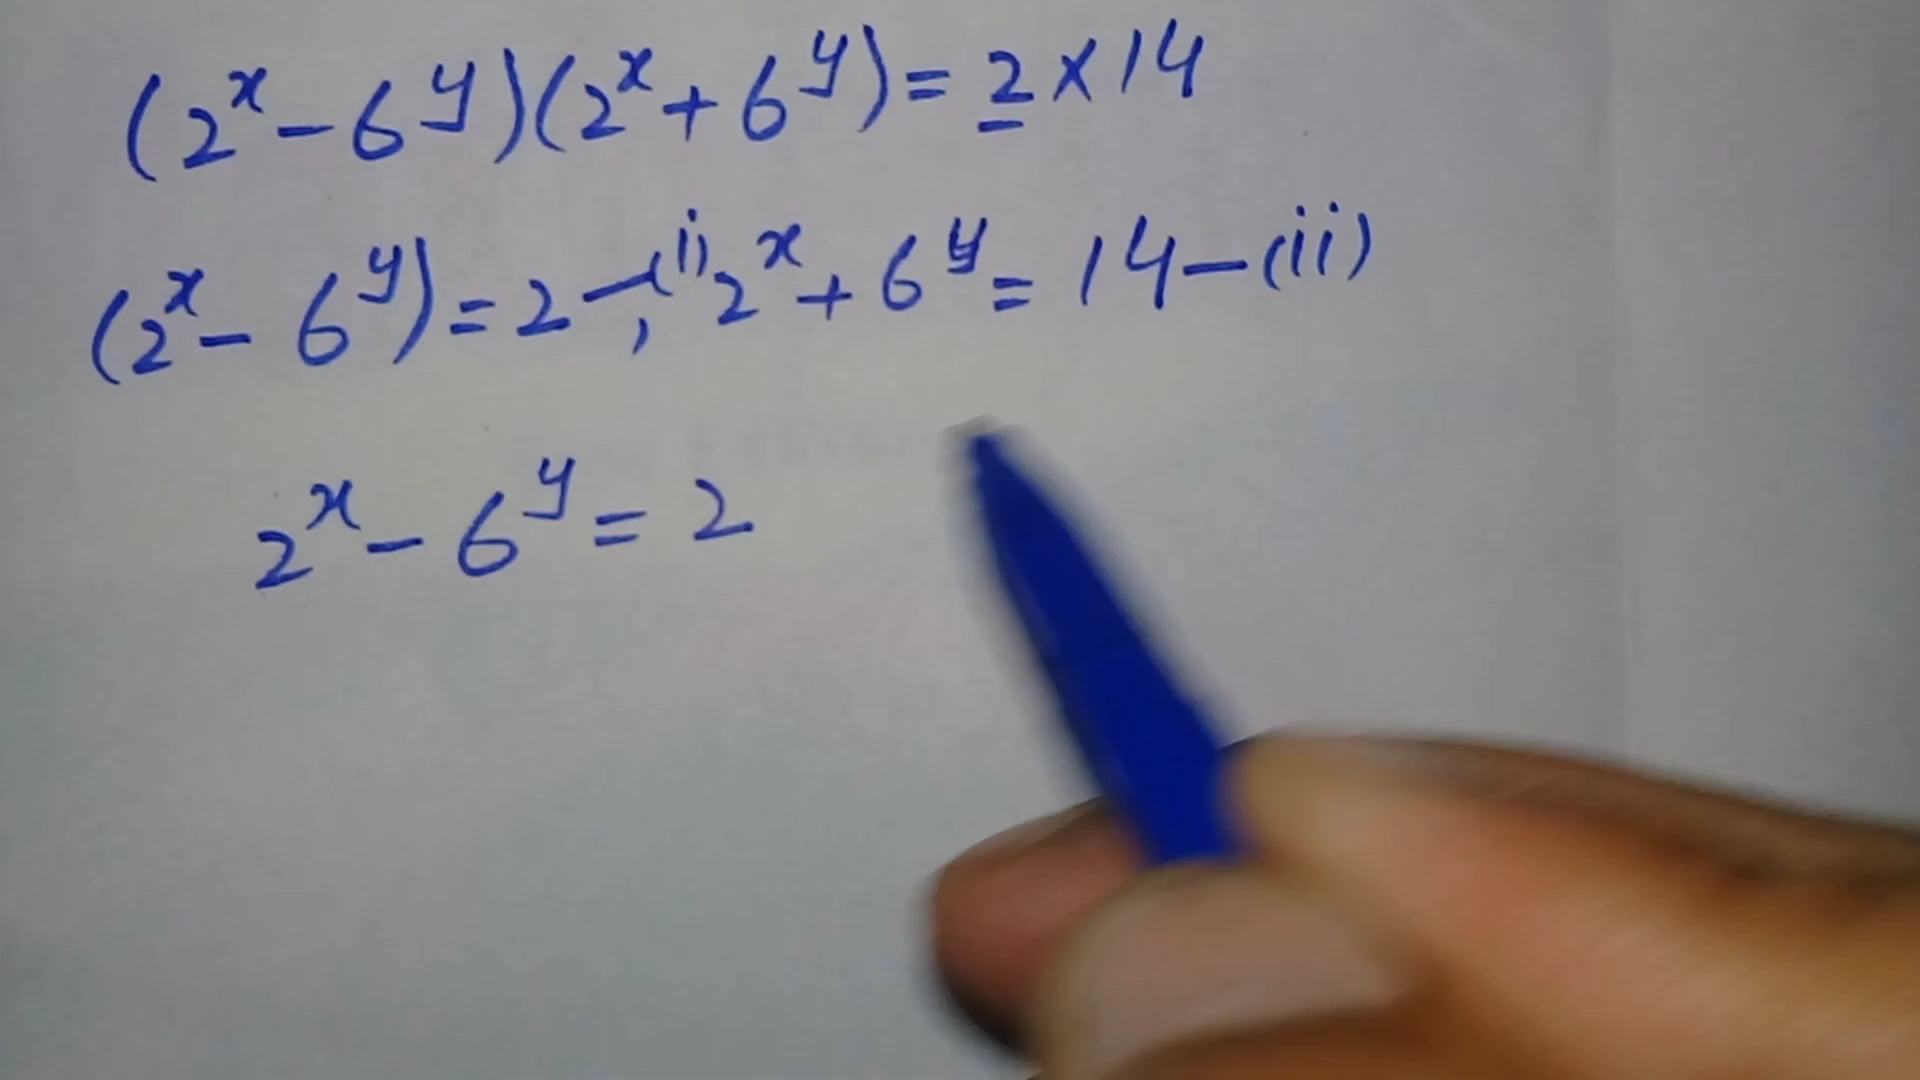 (2^x - 6^y)(2^x + 6^y) = 2 × 14
(2^x - 6^y) = 2 -(i), 2^x + 6^y = 14 - (ii)
2^x - 6^y = 2